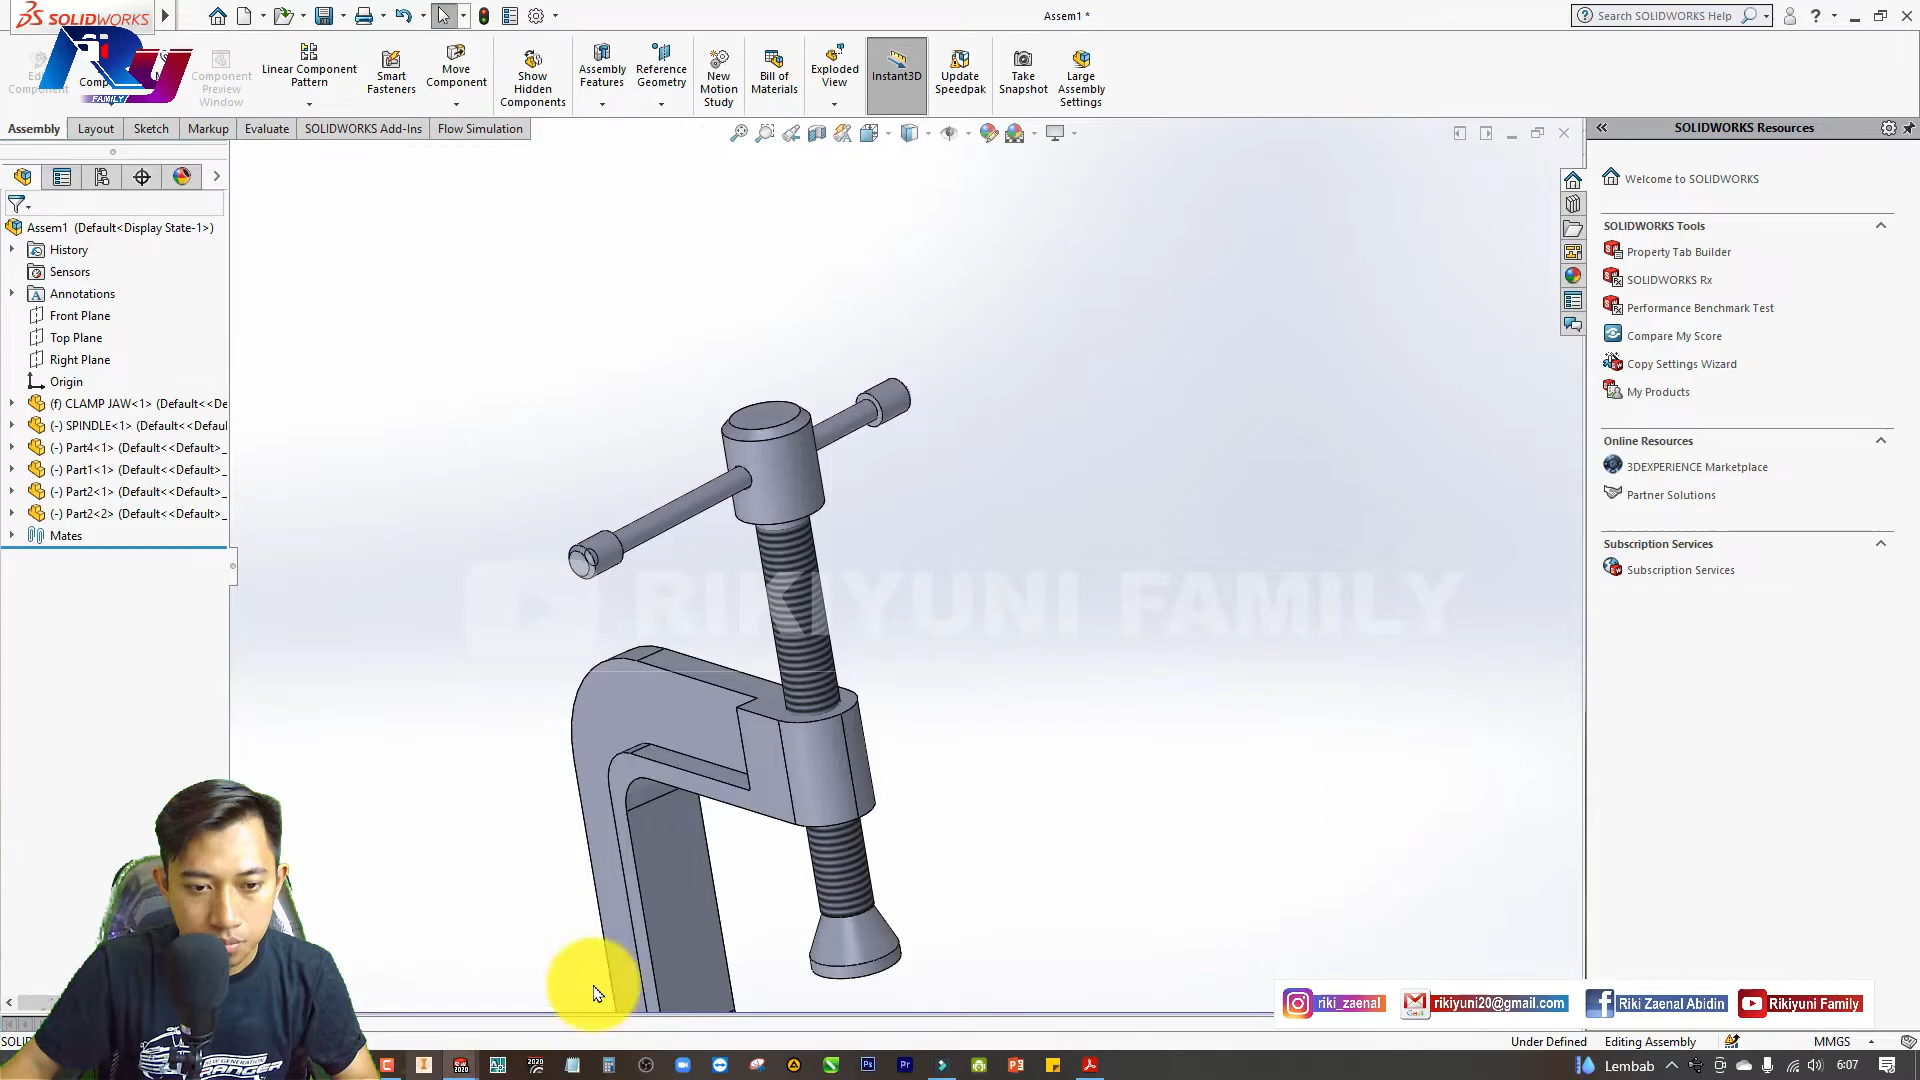 SOLIDWORKS
Assem1 *
Search SOLIDWORKS Help
RY
FAMILY
Component
Preview
Window
Linear Component
Pattern
Smart
Fasteners
Move
Component
Show
Hidden
Components
Assembly
Features
Reference
Geometry
New
Motion
Study
Bill of
Materials
Exploded
View
Instant3D
Update
Speedpak
Take
Snapshot
Large
Assembly
Settings
Assembly
Layout
Sketch
Markup
Evaluate
SOLIDWORKS Add-Ins
Flow Simulation
Assem1 (Default<Display State-1>)
History
Sensors
Annotations
Front Plane
Top Plane
Right Plane
Origin
(f) CLAMP JAW<1> (Default<<De
(-) SPINDLE<1> (Default<<Defaul
(-) Part4<1> (Default<<Default>_
(-) Part1<1> (Default<<Default>_
(-) Part2<1> (Default<<Default>_
(-) Part2<2> (Default<<Default>_
Mates
RIKIYUNI FAMILY
SOLIDWORKS Resources
Welcome to SOLIDWORKS
SOLIDWORKS Tools
Property Tab Builder
SOLIDWORKS Rx
Performance Benchmark Test
Compare My Score
Copy Settings Wizard
My Products
Online Resources
3DEXPERIENCE Marketplace
Partner Solutions
Subscription Services
Subscription Services
NEW GENERATION
RANGER
riki_zaenal
rikiyuni20@gmail.com
Riki Zaenal Abidin
Rikiyuni Family
Under Defined
Editing Assembly
MMGS
Lembab
6:07